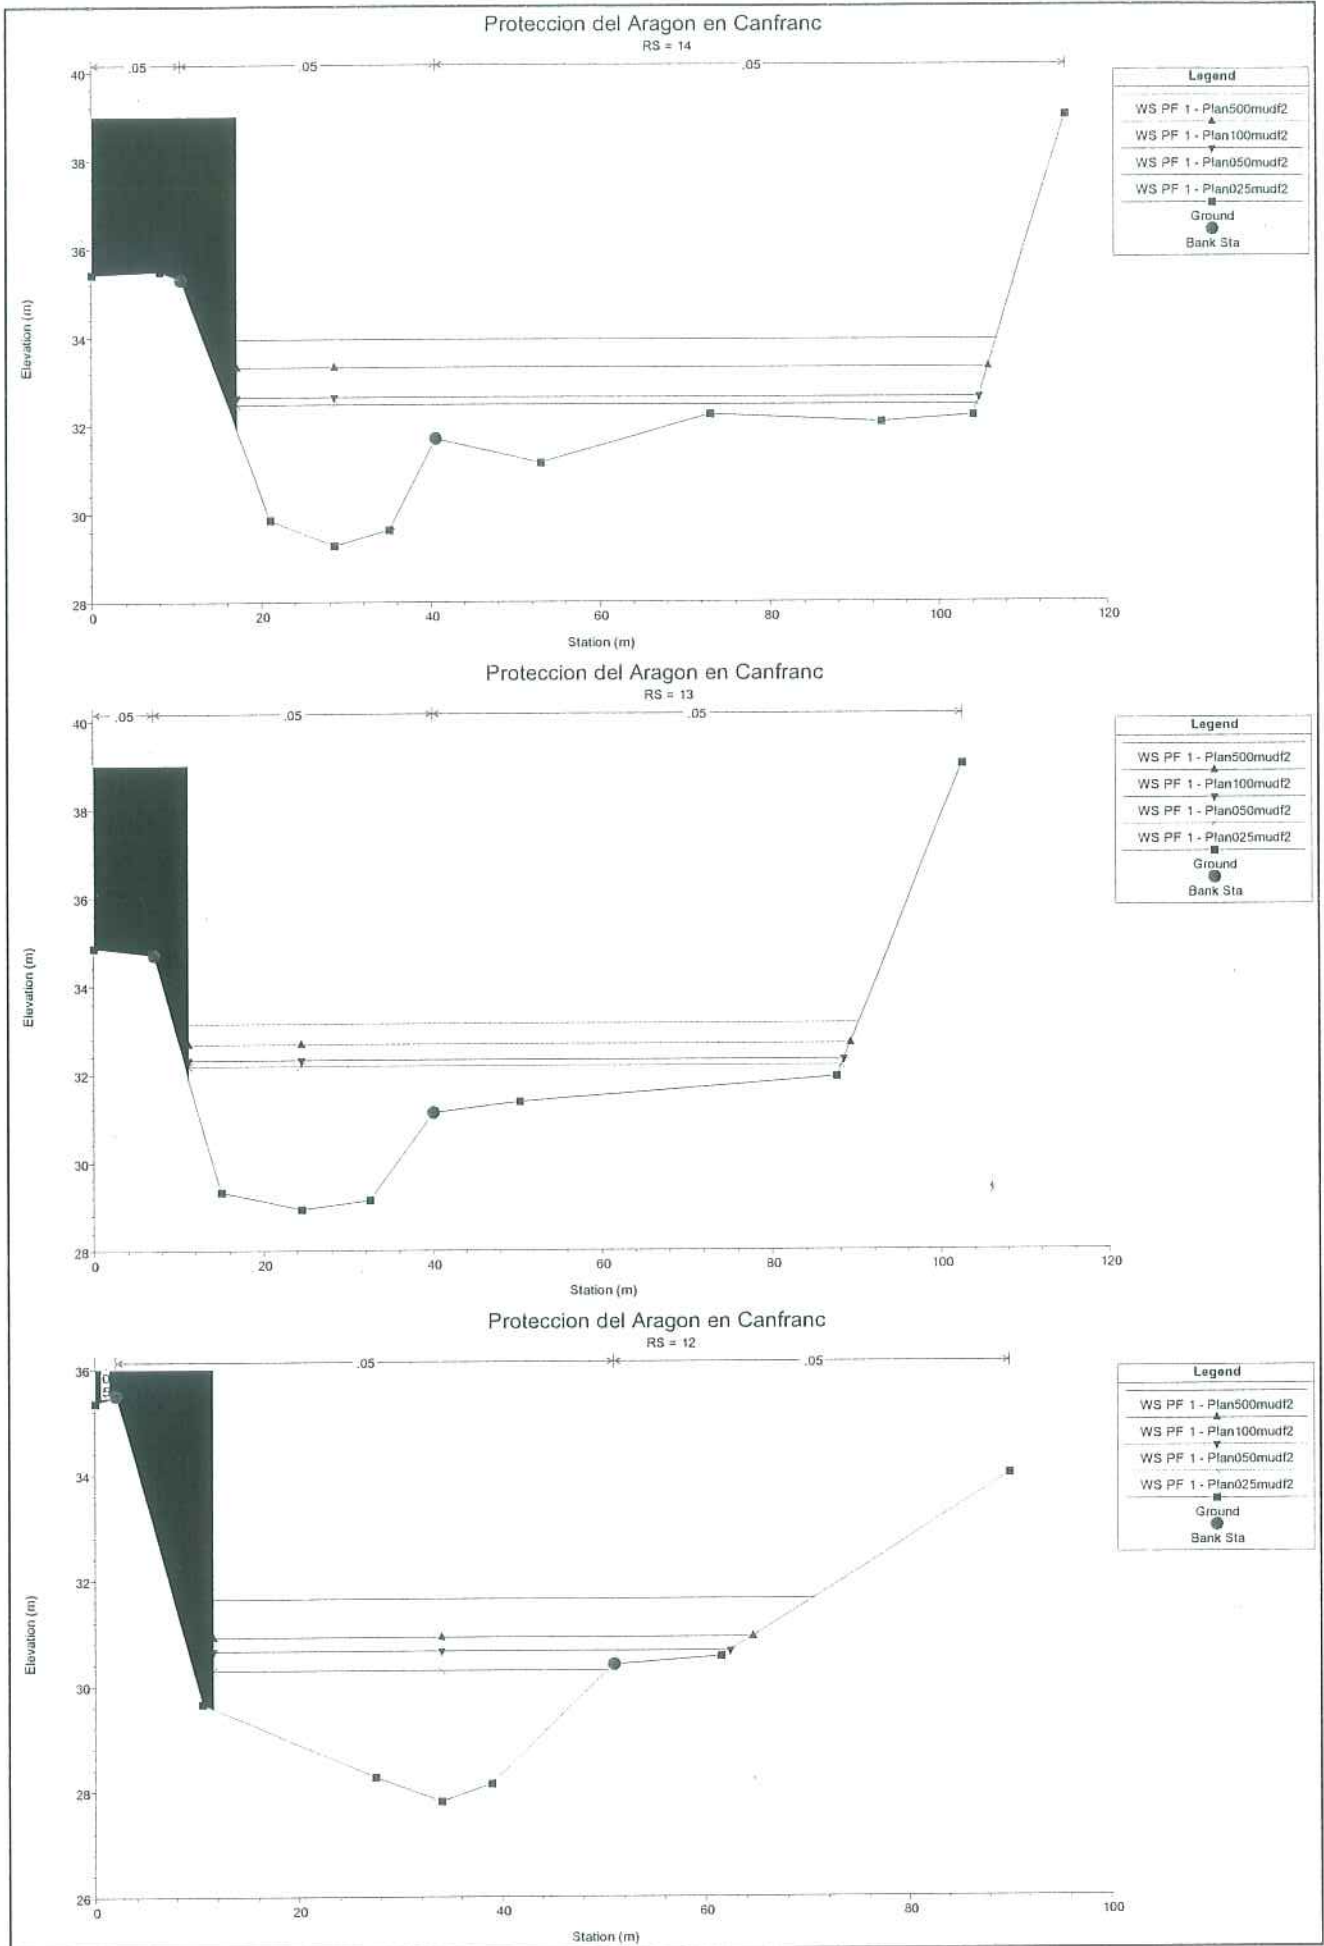 Proteccion del Aragon en Canfranc
RS = 14
.05 .05 .05
Legend
WS PF 1 - Plan500mudf2
WS PF 1 - Plan100mudf2
WS PF 1 - Plan050mudf2
WS PF 1 - Plan025mudf2
Ground
Bank Sta
Elevation (m)
40
38
36
34
32
30
28
0 20 40 60 80 100 120
Station (m)
Proteccion del Aragon en Canfranc
RS = 13
.05 .05 .05
Legend
WS PF 1 - Plan500mudf2
WS PF 1 - Plan100mudf2
WS PF 1 - Plan050mudf2
WS PF 1 - Plan025mudf2
Ground
Bank Sta
Elevation (m)
40
38
36
34
32
30
28
0 20 40 60 80 100 120
Station (m)
Proteccion del Aragon en Canfranc
RS = 12
.05 .05
Legend
WS PF 1 - Plan500mudf2
WS PF 1 - Plan100mudf2
WS PF 1 - Plan050mudf2
WS PF 1 - Plan025mudf2
Ground
Bank Sta
Elevation (m)
36
34
32
30
28
26
0 20 40 60 80 100
Station (m)